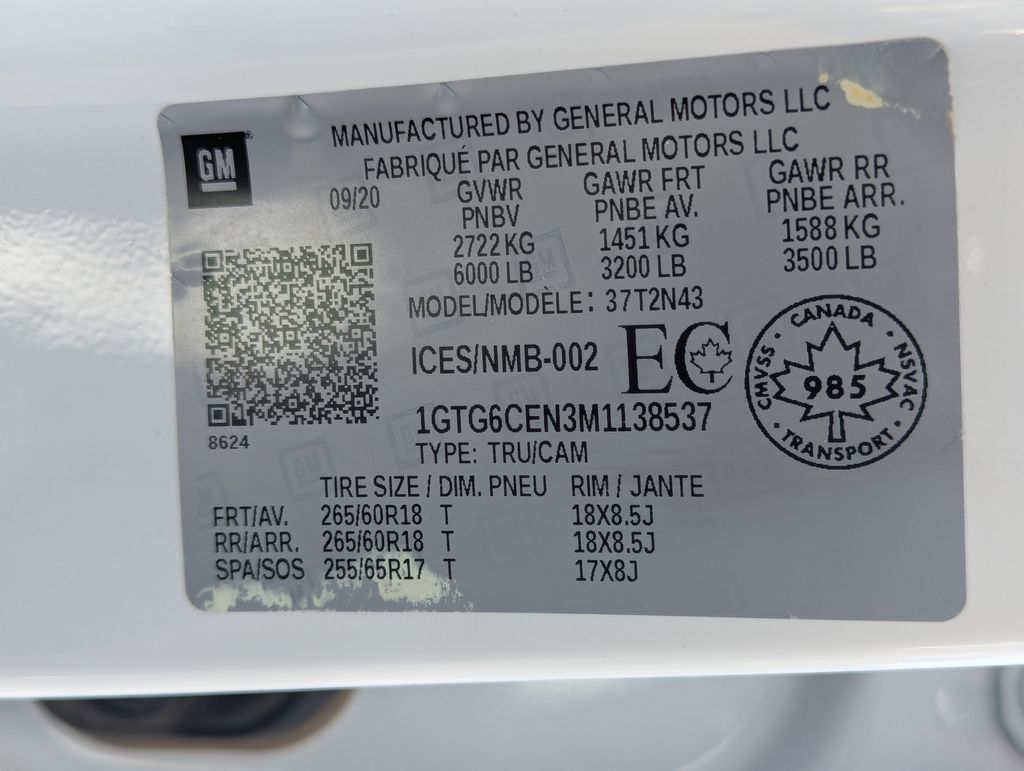 MANUFACTURED BY GENERAL MOTORS LLC
FABRIQUÉ PAR GENERAL MOTORS LLC
GM
®
09/20
GVWR GAWR FRT GAWR RR
PNBV PNBE AV. PNBE ARR.
2722 KG 1451 KG 1588 KG
6000 LB 3200 LB 3500 LB
MODEL/MODÈLE: 37T2N43
ICES/NMB-002 EC
1GTG6CEN3M1138537
TYPE: TRU/CAM
CANADA
CMVSS · NSVAC
985
TRANSPORT
8624
TIRE SIZE / DIM. PNEU RIM / JANTE
FRT/AV. 265/60R18 T 18X8.5J
RR/ARR. 265/60R18 T 18X8.5J
SPA/SOS 255/65R17 T 17X8J